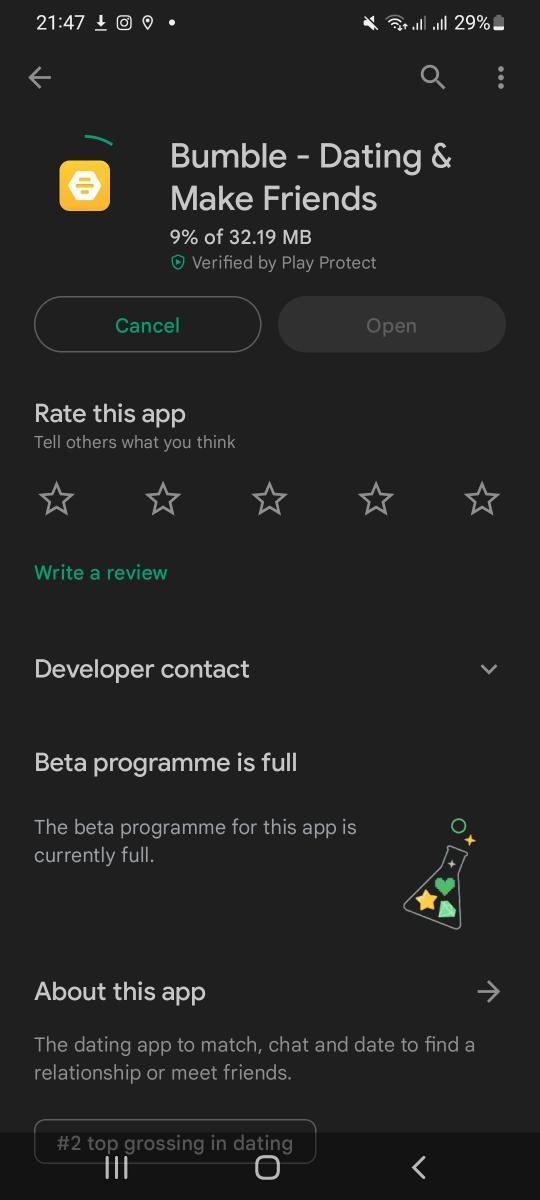 21:47
29%
Bumble - Dating &
Make Friends
9% of 32.19 MB
Verified by Play Protect
Cancel
Open
Rate this app
Tell others what you think
Write a review
Developer contact
Beta programme is full
The beta programme for this app is
currently full.
About this app
The dating app to match, chat and date to find a
relationship or meet friends.
#2 top grossing in dating